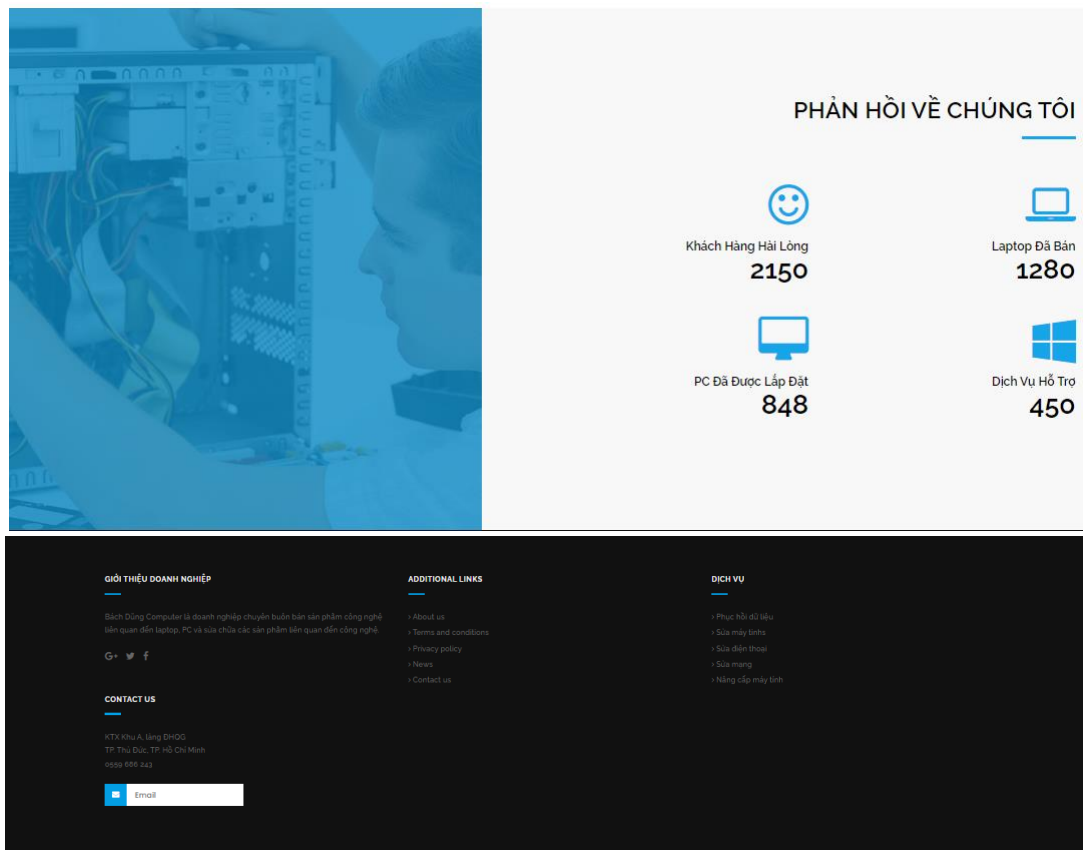 PHẢN HỒI VỀ CHÚNG TÔI
Khách Hàng Hài Lòng
2150
Laptop Đã Bán
1280
PC Đã Được Lắp Đặt
848
Dịch Vụ Hỗ Trợ
450
GIỚI THIỆU DOANH NGHIỆP
Bách Dũng Computer là doanh nghiệp chuyên buôn bán sản phẩm công nghệ
liên quan đến laptop, PC và sửa chữa các sản phẩm liên quan đến công nghệ.
G+
CONTACT US
KTX Khu A, làng ĐHQG
TP. Thủ Đức, TP. Hồ Chí Minh
0559 686 243
Email
ADDITIONAL LINKS
› About us
› Terms and conditions
› Privacy policy
› News
› Contact us
DỊCH VỤ
› Phục hồi dữ liệu
› Sửa máy tinhs
› Sửa điện thoại
› Sửa mạng
› Nâng cấp máy tính